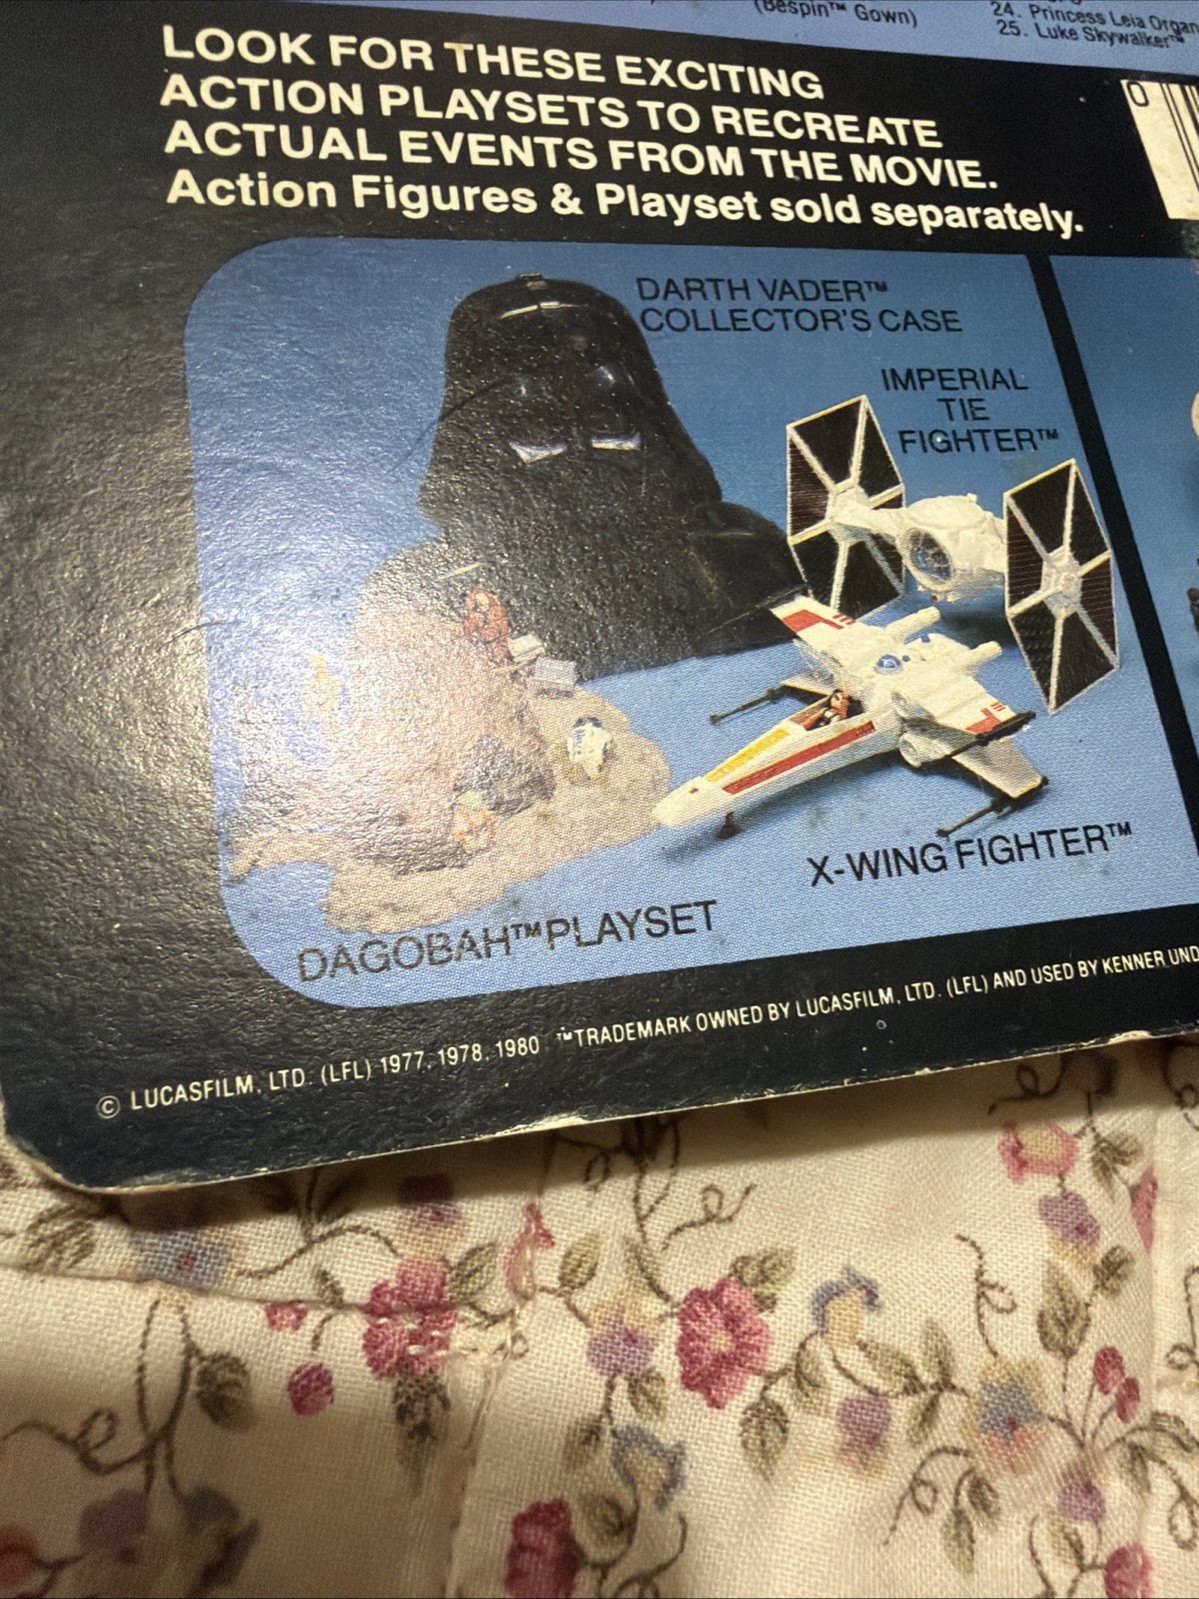 (Bespin™ Gown)
24. Princess Leia Organ
25. Luke Skywalker™
LOOK FOR THESE EXCITING
ACTION PLAYSETS TO RECREATE
ACTUAL EVENTS FROM THE MOVIE.
Action Figures & Playset sold separately.
0
DARTH VADER™
COLLECTOR'S CASE
IMPERIAL
TIE
FIGHTER™
X-WING FIGHTER™
DAGOBAH™ PLAYSET
© LUCASFILM, LTD. (LFL) 1977, 1978, 1980 ™TRADEMARK OWNED BY LUCASFILM, LTD. (LFL) AND USED BY KENNER UND